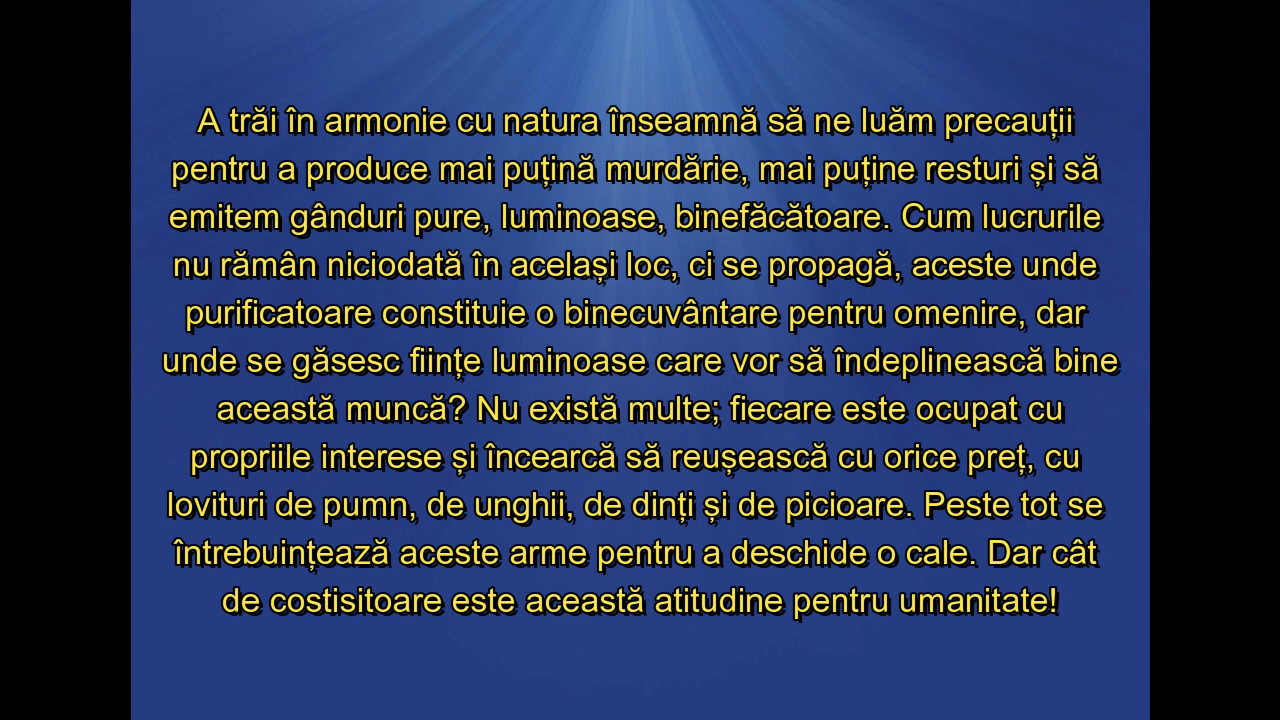 A trăi în armonie cu natura înseamnă să ne luăm precauții
pentru a produce mai puțină murdărie, mai puține resturi și să
emitem gânduri pure, luminoase, binefăcătoare. Cum lucrurile
nu rămân niciodată în același loc, ci se propagă, aceste unde
purificatoare constituie o binecuvântare pentru omenire, dar
unde se găsesc ființe luminoase care vor să îndeplinească bine
această muncă? Nu există multe; fiecare este ocupat cu
propriile interese și încearcă să reușească cu orice preț, cu
lovituri de pumn, de unghii, de dinți și de picioare. Peste tot se
întrebuințează aceste arme pentru a deschide o cale. Dar cât
de costisitoare este această atitudine pentru umanitate!